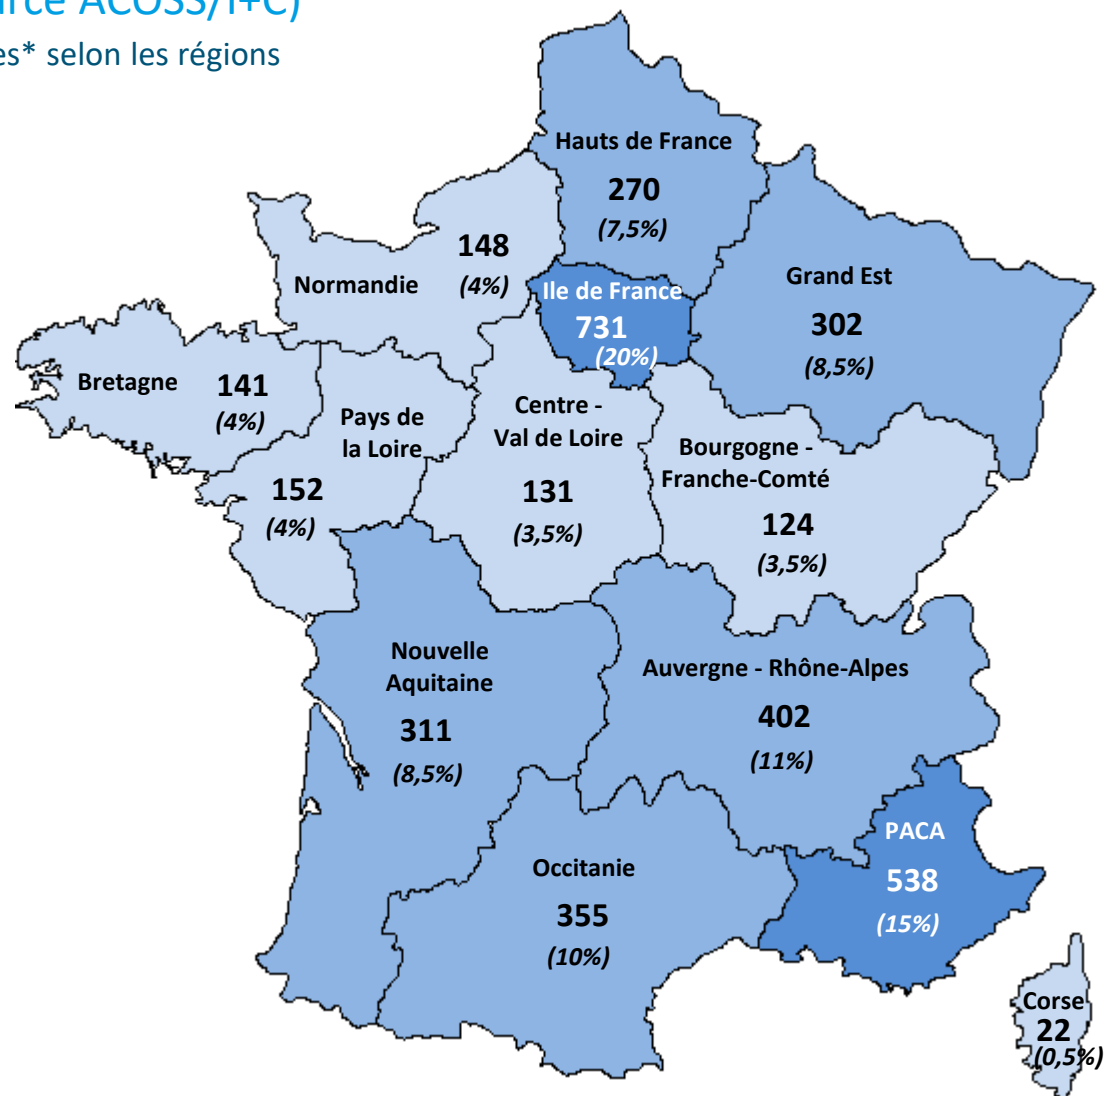 ACOSS/I+C)
es* selon les régions
Hauts de France
270
(7,5%)
148
Normandie
(4%)
Grand Est
302
(8,5%)
Ile de France
731
(20%)
Bretagne
141
(4%)
Pays de
la Loire
152
(4%)
Centre -
Val de Loire
131
(3,5%)
Bourgogne -
Franche-Comté
124
(3,5%)
Nouvelle
Aquitaine
311
(8,5%)
Auvergne - Rhône-Alpes
402
(11%)
PACA
538
(15%)
Occitanie
355
(10%)
Corse
22
(0,5%)